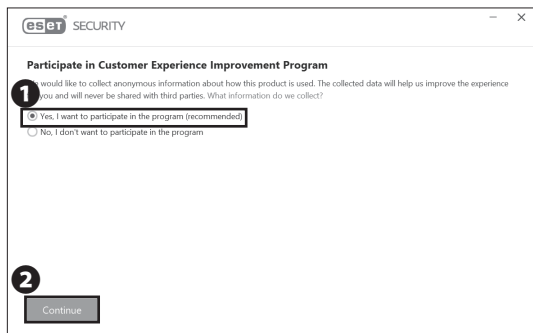 eset® SECURITY
Participate in Customer Experience Improvement Program
would like to collect anonymous information about how this product is used. The collected data will help us improve the experience
you and will never be shared with third parties. What information do we collect?
1
Yes, I want to participate in the program (recommended)
No, I don't want to participate in the program
2
Continue